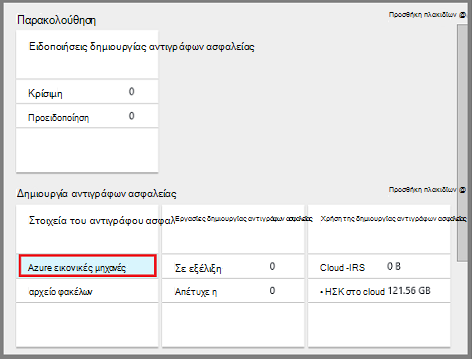 Παρακολούθηση
Προσθήκη πλακιδίων
Ειδοποιήσεις δημιουργίας αντιγράφων ασφαλείας
Κρίσιμη 0
Προειδοποίηση 0
Δημιουργία αντιγράφων ασφαλείας
Προσθήκη πλακιδίων
Στοιχεία του αντιγράφου ασφαλ
Εργασίες δημιουργίας αντιγράφων ασφαλείας
Χρήση της δημιουργίας αντιγράφων ασφαλείας
Azure εικονικές μηχανές
Σε εξέλιξη 0
Cloud -IRS 0 B
αρχείο φακέλων
Απέτυχε η 0
• ΗΣΚ στο cloud 121.56 GB